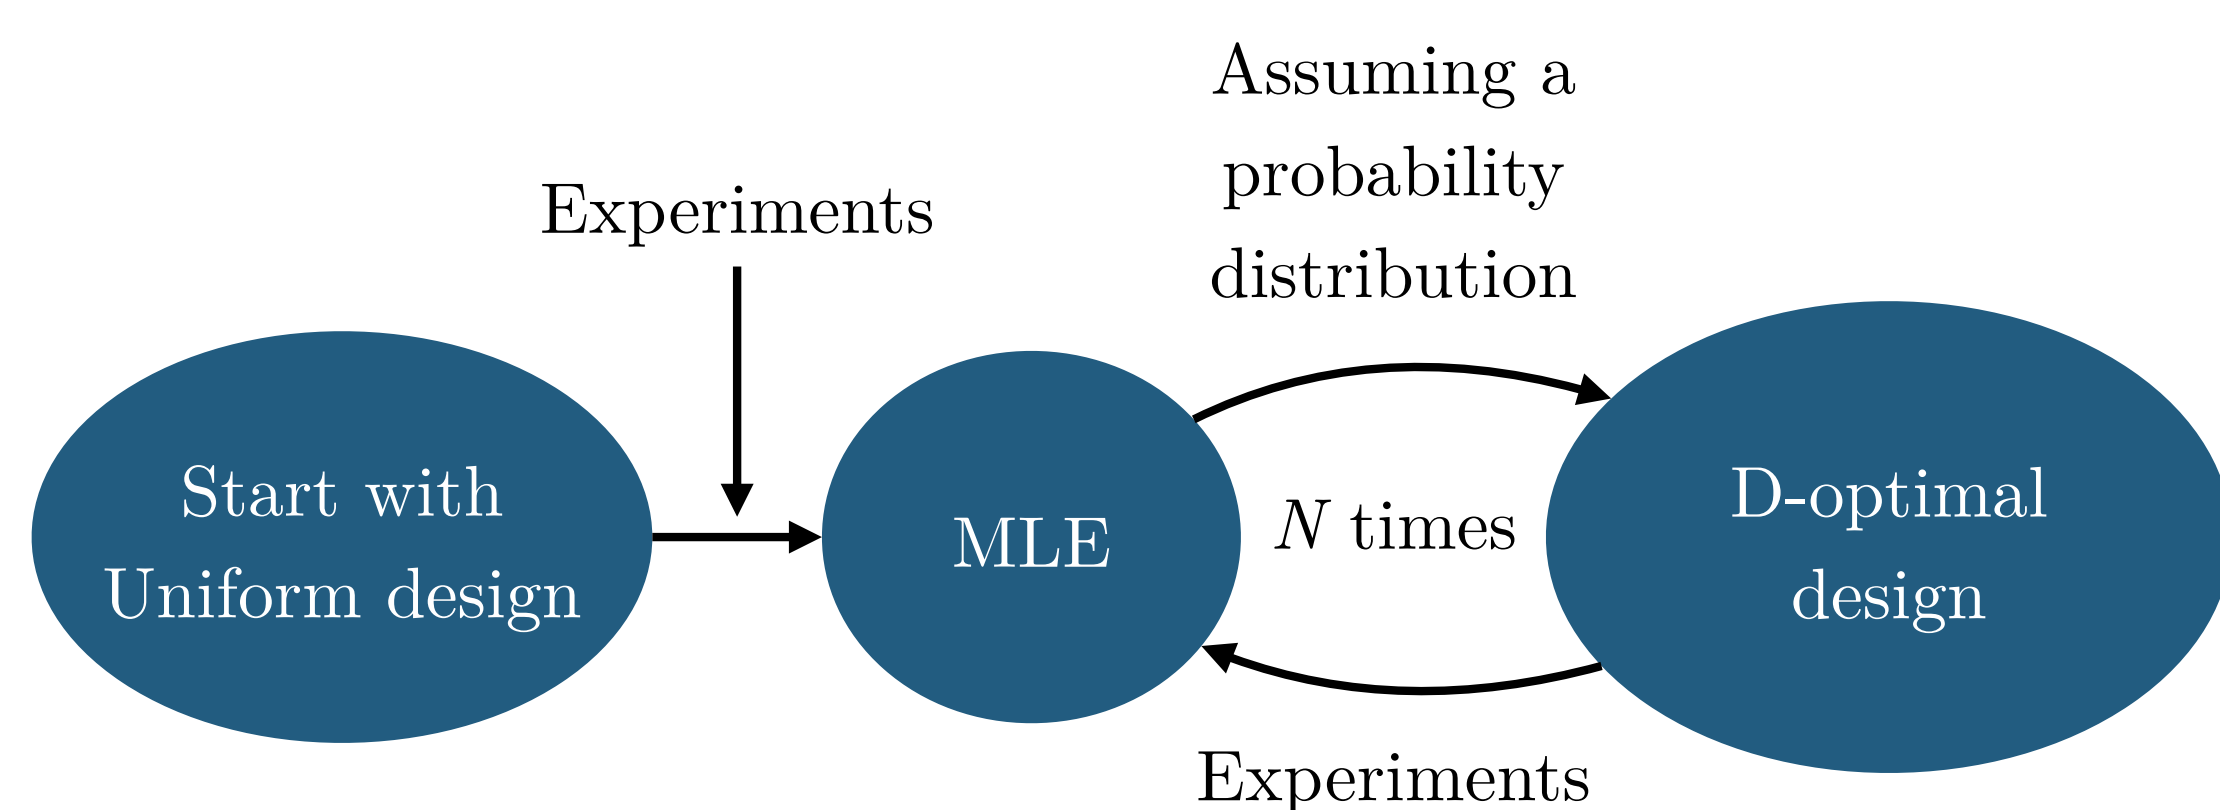 Assuming a
probability
distribution
Experiments
Start with
Uniform design
MLE
N times
D-optimal
design
Experiments